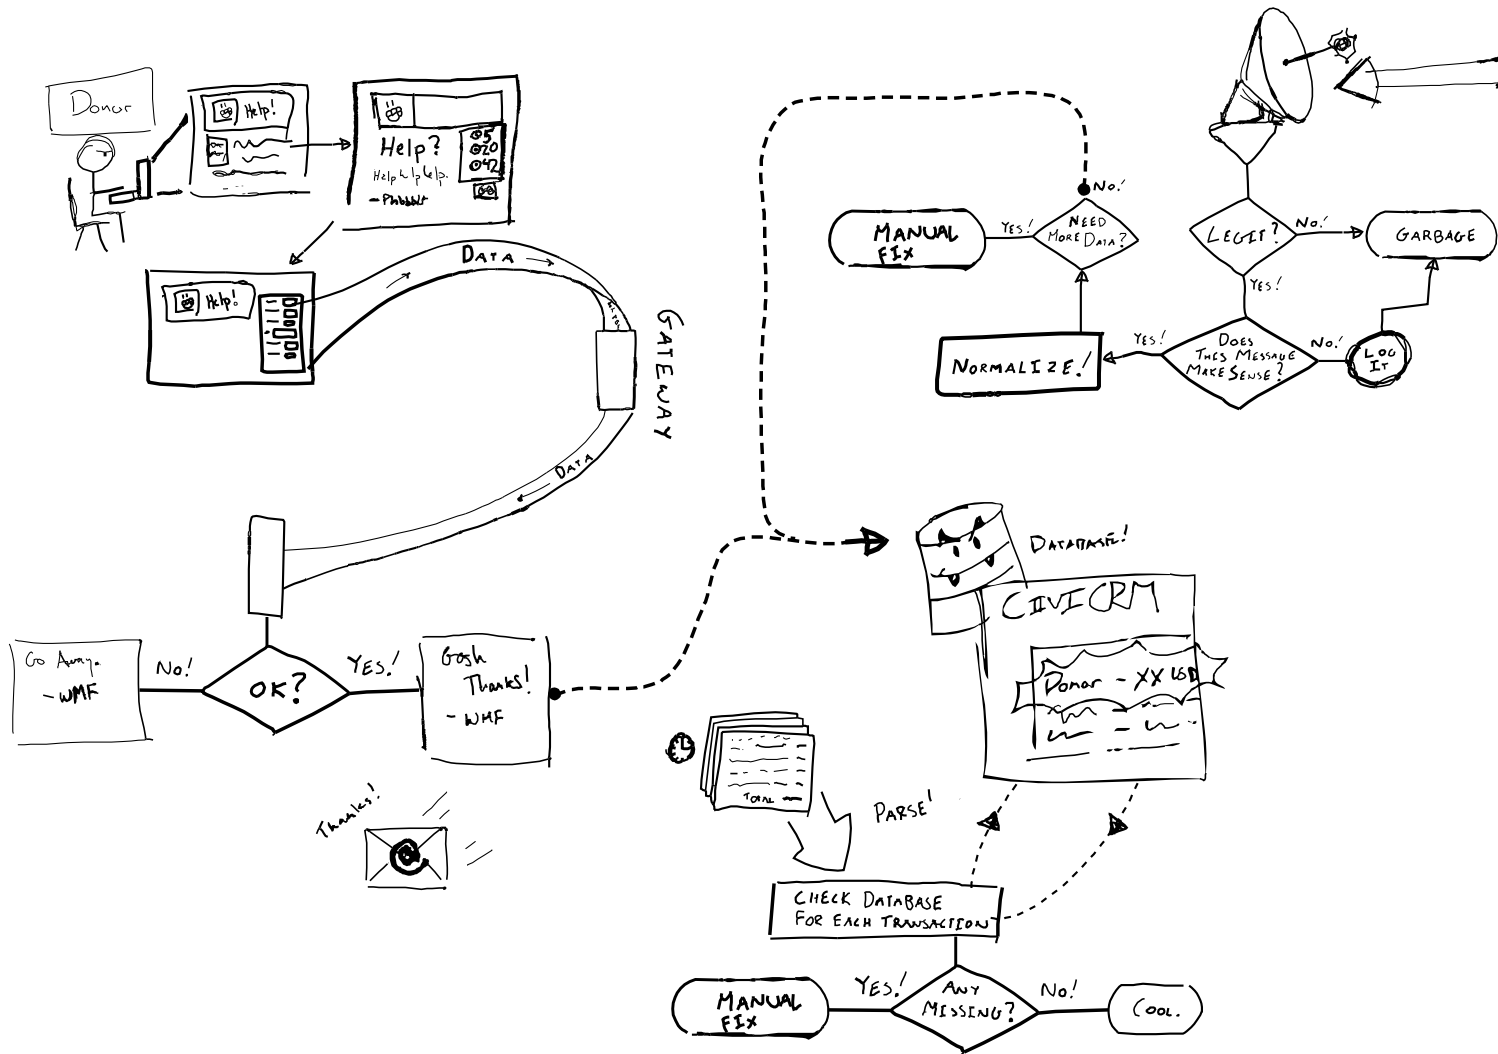 Donor
Help!
Help?
Help help help.
5
20
42
Help!
DATA
GATEWAY
DATA
OK?
NO!
YES!
Go Away.
- WMF
Gosh
Thanks!
- WMF
Thanks!
@
LEGIT?
NO!
GARBAGE
YES!
DOES
THIS MESSAGE
MAKE SENSE?
NO!
LOG
IT
YES!
NORMALIZE!
NEED
MORE DATA?
YES!
MANUAL
FIX
NO!
DATABASE!
CIVICRM
Donor - XX USD
TOTAL
PARSE!
CHECK DATABASE
FOR EACH TRANSACTION
ANY
MISSING?
YES!
MANUAL
FIX
NO!
COOL.